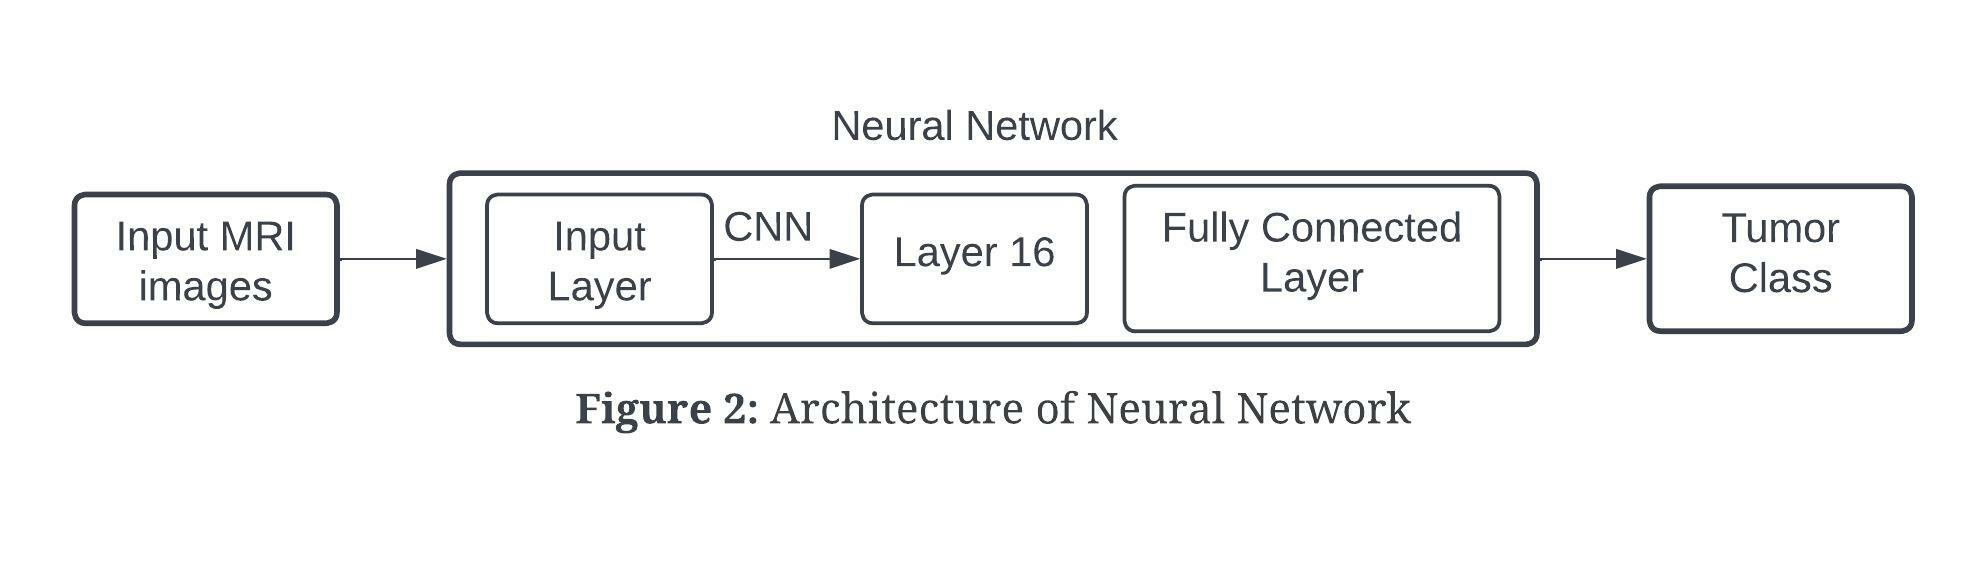 Neural Network
Input MRI
images
Input
Layer
CNN
Layer 16
Fully Connected
Layer
Tumor
Class
Figure 2: Architecture of Neural Network